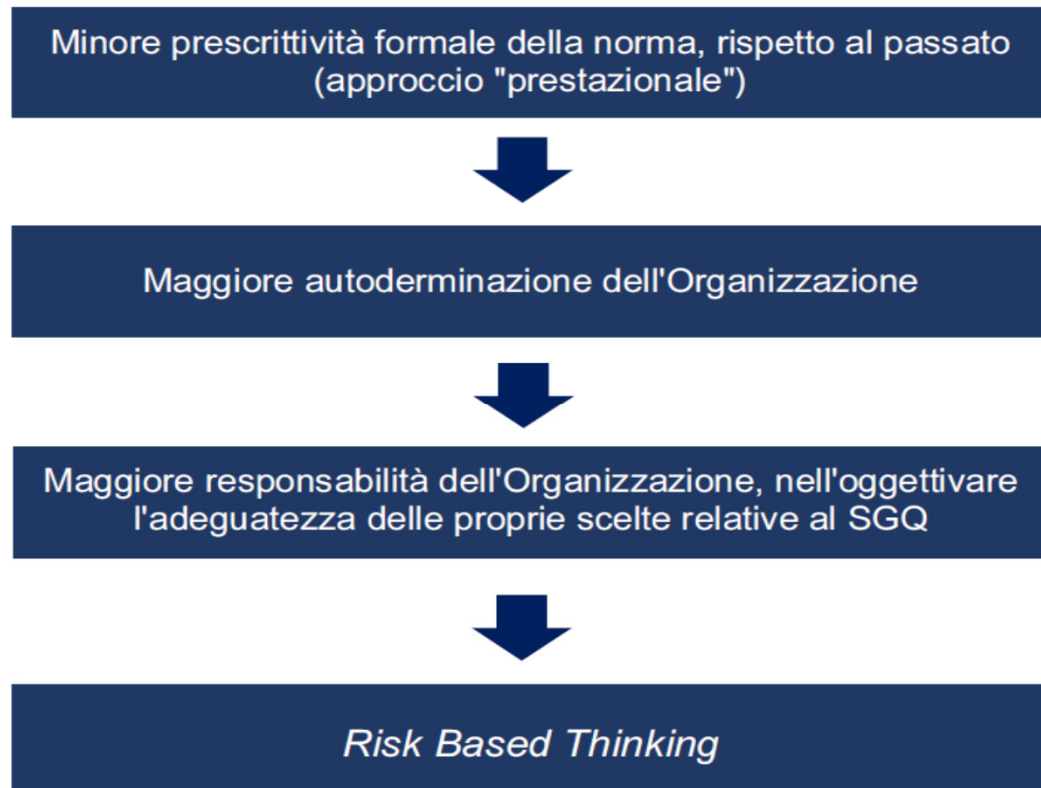 Minore prescrittività formale della norma, rispetto al passato
(approccio "prestazionale")
Maggiore autoderminazione dell'Organizzazione
Maggiore responsabilità dell'Organizzazione, nell'oggettivare
l'adeguatezza delle proprie scelte relative al SGQ
Risk Based Thinking